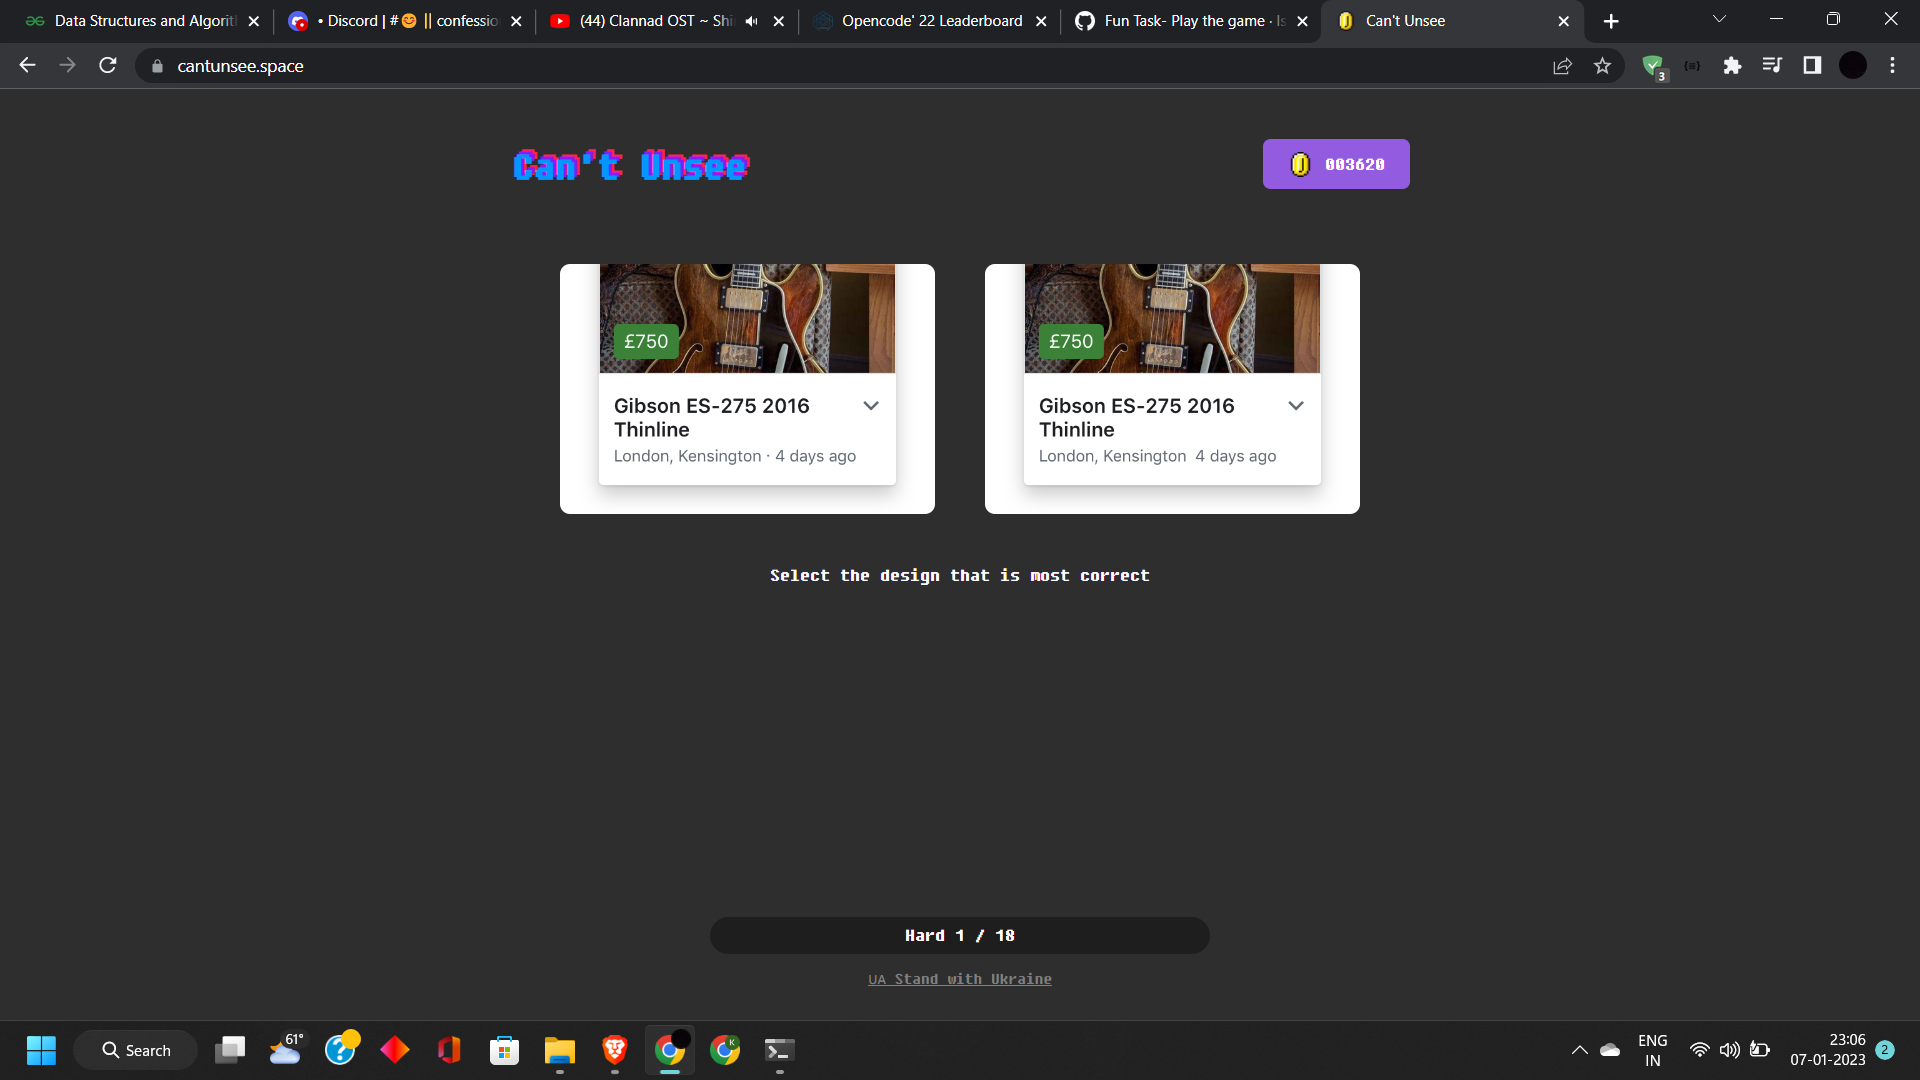 Data Structures and Algorit
• Discord | #😊 || confessio
(44) Clannad OST ~ Shi
Opencode' 22 Leaderboard
Fun Task- Play the game · Is
Can't Unsee
cantunsee.space
3
Can't Unsee
003620
£750
Gibson ES-275 2016
Thinline
London, Kensington · 4 days ago
£750
Gibson ES-275 2016
Thinline
London, Kensington 4 days ago
Select the design that is most correct
Hard 1 / 18
UA Stand with Ukraine
Search
61°
K
ENG
IN
23:06
07-01-2023
2